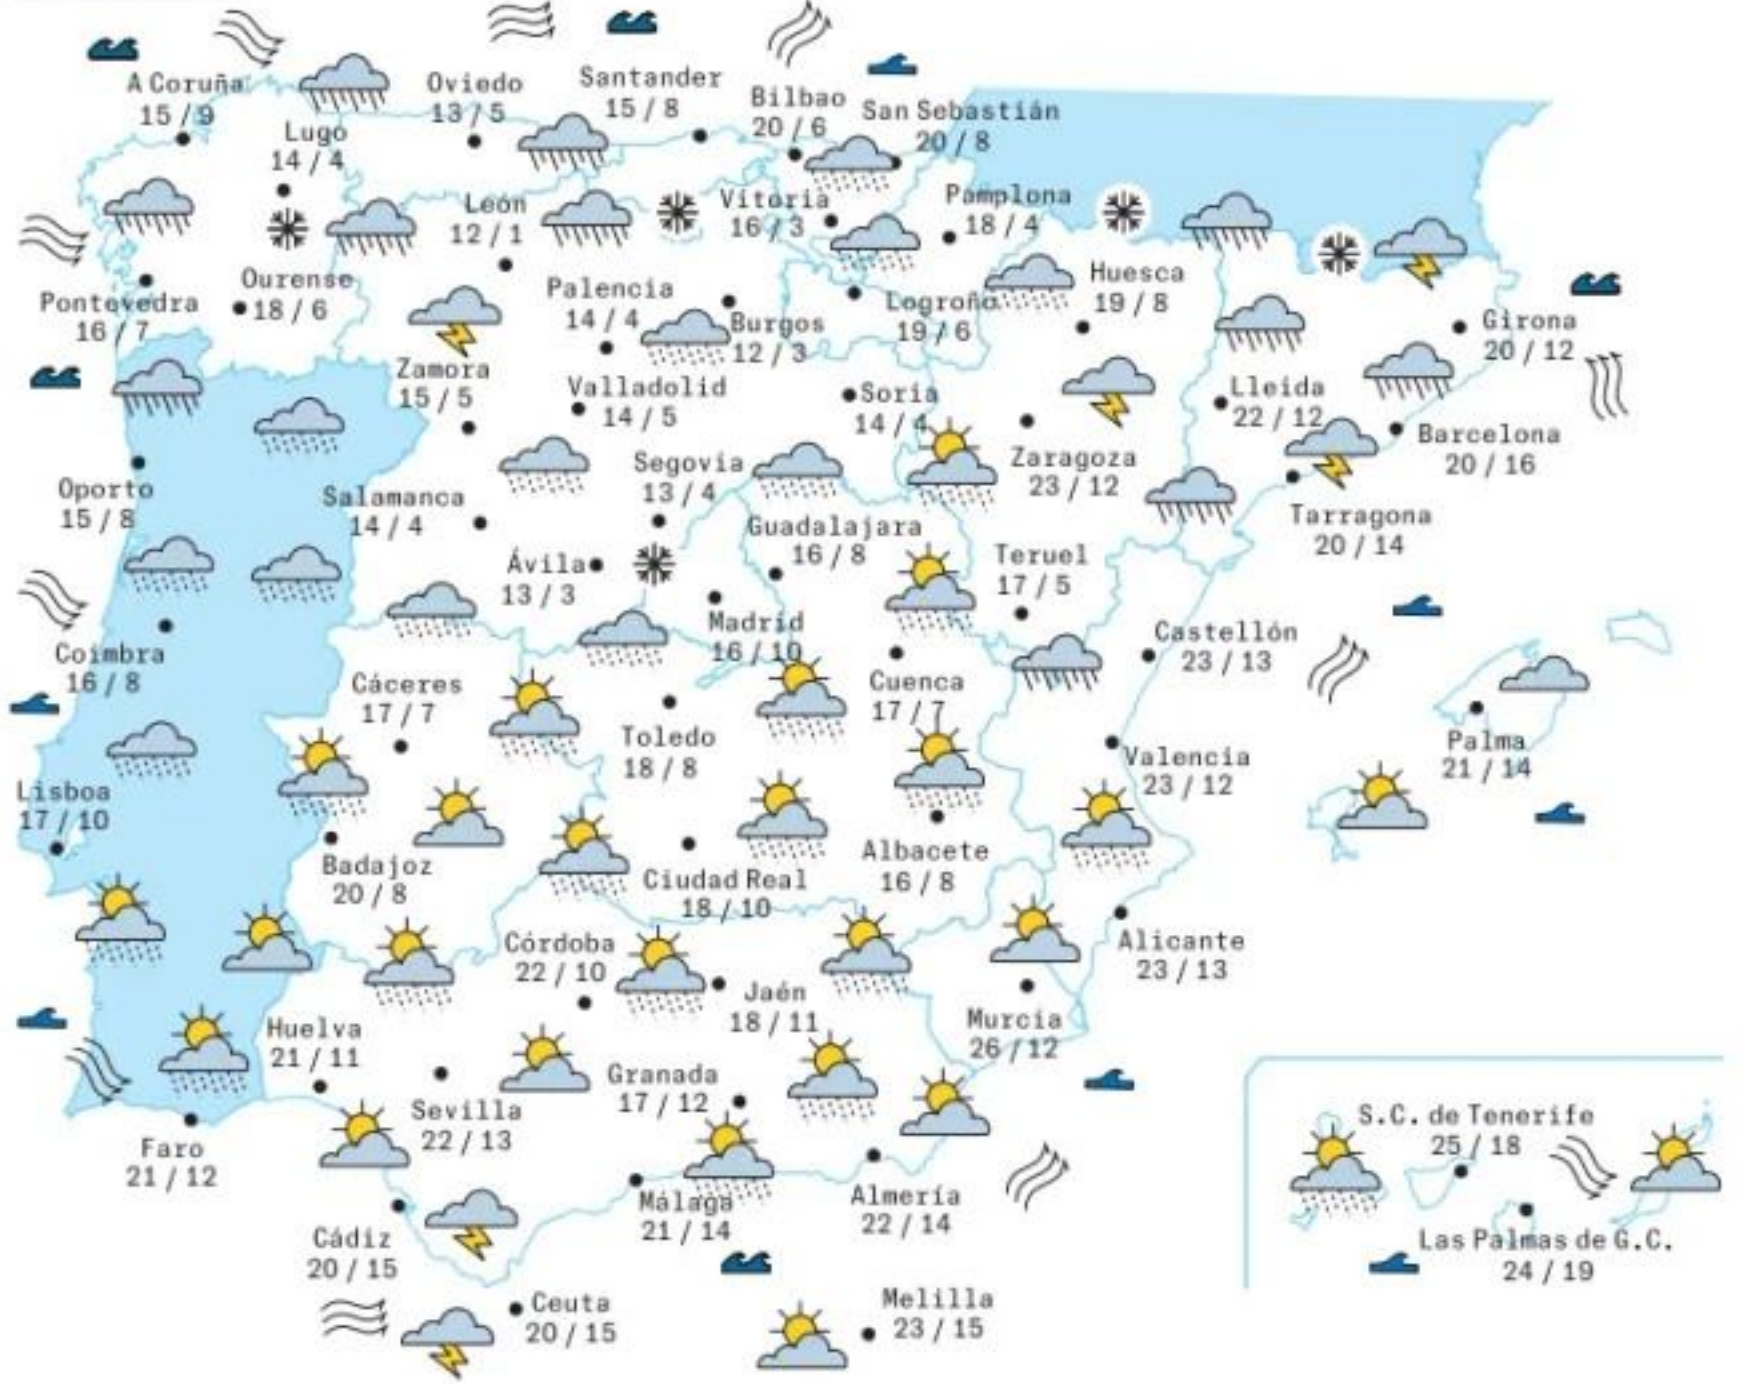 A Coruña
15 / 9
Oviedo
13 / 5
Santander
15 / 8
Bilbao
20 / 6
San Sebastián
20 / 8
Lugo
14 / 4
León
12 / 1
Vitoria
16 / 3
Pamplona
18 / 4
Pontevedra
16 / 7
Ourense
18 / 6
Palencia
14 / 4
Burgos
12 / 3
Logroño
19 / 6
Huesca
19 / 8
Girona
20 / 12
Zamora
15 / 5
Valladolid
14 / 5
Soria
14 / 4
Lleida
22 / 12
Barcelona
20 / 16
Oporto
15 / 8
Salamanca
14 / 4
Segovia
13 / 4
Zaragoza
23 / 12
Tarragona
20 / 14
Guadalajara
16 / 8
Ávila
13 / 3
Teruel
17 / 5
Madrid
16 / 10
Castellón
23 / 13
Coimbra
16 / 8
Cáceres
17 / 7
Cuenca
17 / 7
Toledo
18 / 8
Valencia
23 / 12
Palma
21 / 14
Lisboa
17 / 10
Badajoz
20 / 8
Ciudad Real
18 / 10
Albacete
16 / 8
Córdoba
22 / 10
Alicante
23 / 13
Jaén
18 / 11
Murcia
26 / 12
Huelva
21 / 11
Granada
17 / 12
Sevilla
22 / 13
Faro
21 / 12
Málaga
21 / 14
Almería
22 / 14
S.C. de Tenerife
25 / 18
Cádiz
20 / 15
Las Palmas de G.C.
24 / 19
Ceuta
20 / 15
Melilla
23 / 15